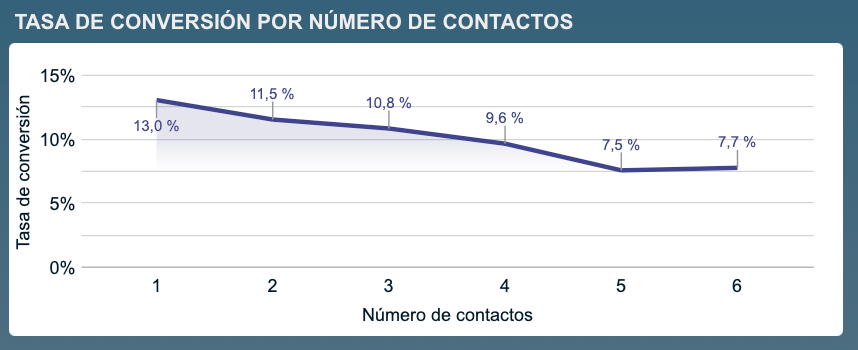 TASA DE CONVERSIÓN POR NÚMERO DE CONTACTOS
15%
10%
5%
0%
Tasa de conversión
13,0 %
11,5 %
10,8 %
9,6 %
7,5 %
7,7 %
1 2 3 4 5 6
Número de contactos